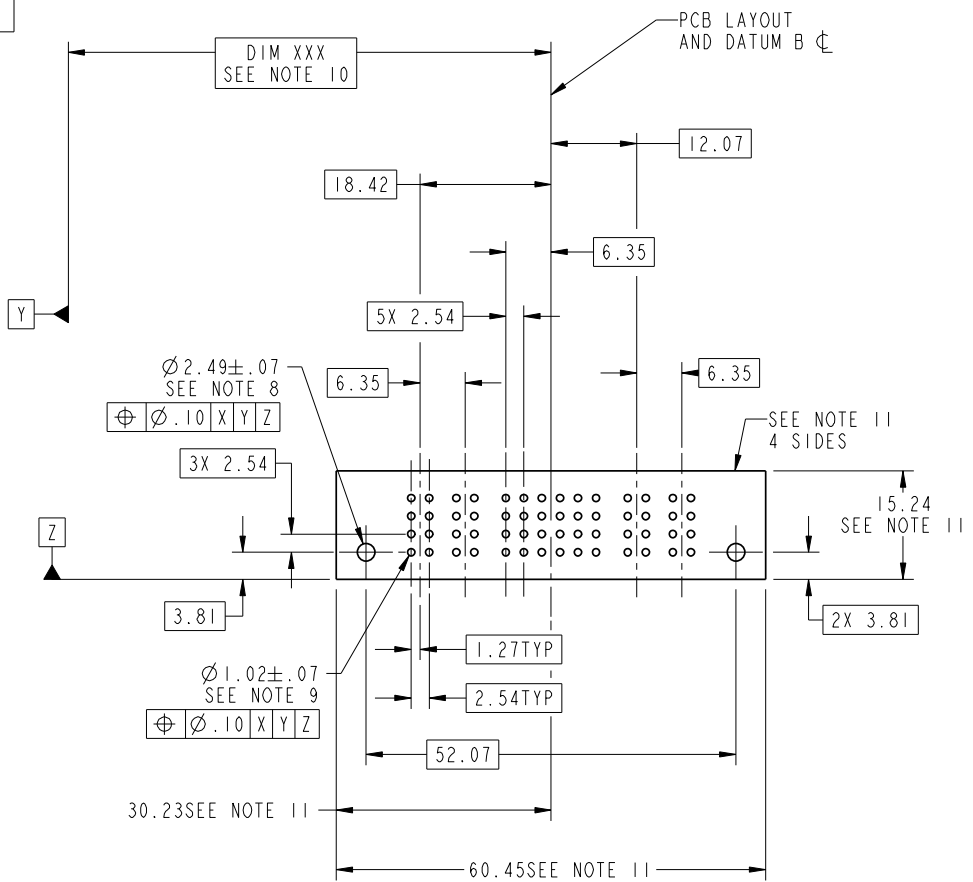 PCB LAYOUT
AND DATUM B ℄
DIM XXX
SEE NOTE 10
12.07
18.42
6.35
Y
5X 2.54
Ø2.49±.07
SEE NOTE 8
⌖ Ø.10 X Y Z
6.35
6.35
SEE NOTE 11
4 SIDES
3X 2.54
15.24
SEE NOTE 11
Z
3.81
2X 3.81
1.27TYP
Ø1.02±.07
SEE NOTE 9
⌖ Ø.10 X Y Z
2.54TYP
52.07
30.23SEE NOTE 11
60.45SEE NOTE 11